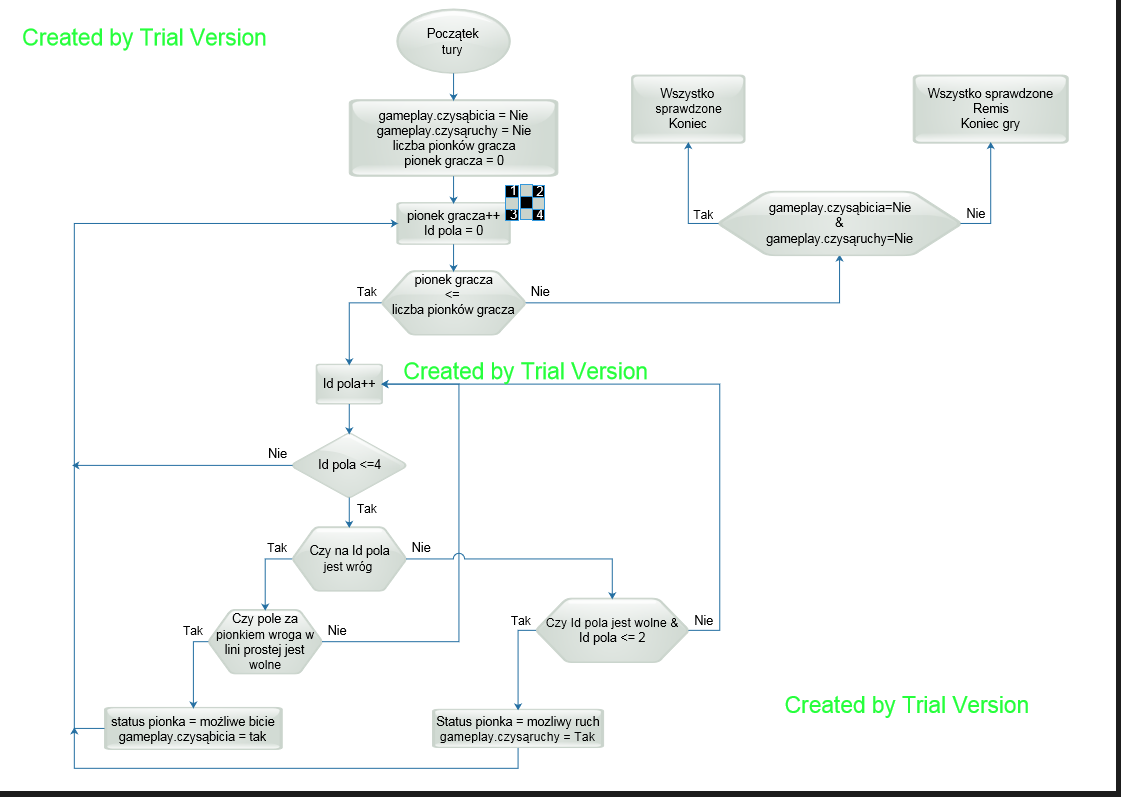 Created by Trial Version
Początek
tury
gameplay.czysąbicia = Nie
gameplay.czysąruchy = Nie
liczba pionków gracza
pionek gracza = 0
Wszystko
sprawdzone
Koniec
Wszystko sprawdzone
Remis
Koniec gry
1 2
3 4
pionek gracza++
Id pola = 0
Tak
gameplay.czysąbicia=Nie
&
gameplay.czysąruchy=Nie
Nie
Tak
pionek gracza
<=
liczba pionków gracza
Nie
Created by Trial Version
Id pola++
Nie
Id pola <=4
Tak
Tak
Czy na Id pola
jest wróg
Nie
Tak
Czy pole za
pionkiem wroga w
lini prostej jest
wolne
Nie
Tak
Czy Id pola jest wolne &
Id pola <= 2
Nie
Created by Trial Version
status pionka = możliwe bicie
gameplay.czysąbicia = tak
Status pionka = mozliwy ruch
gameplay.czysąruchy = Tak